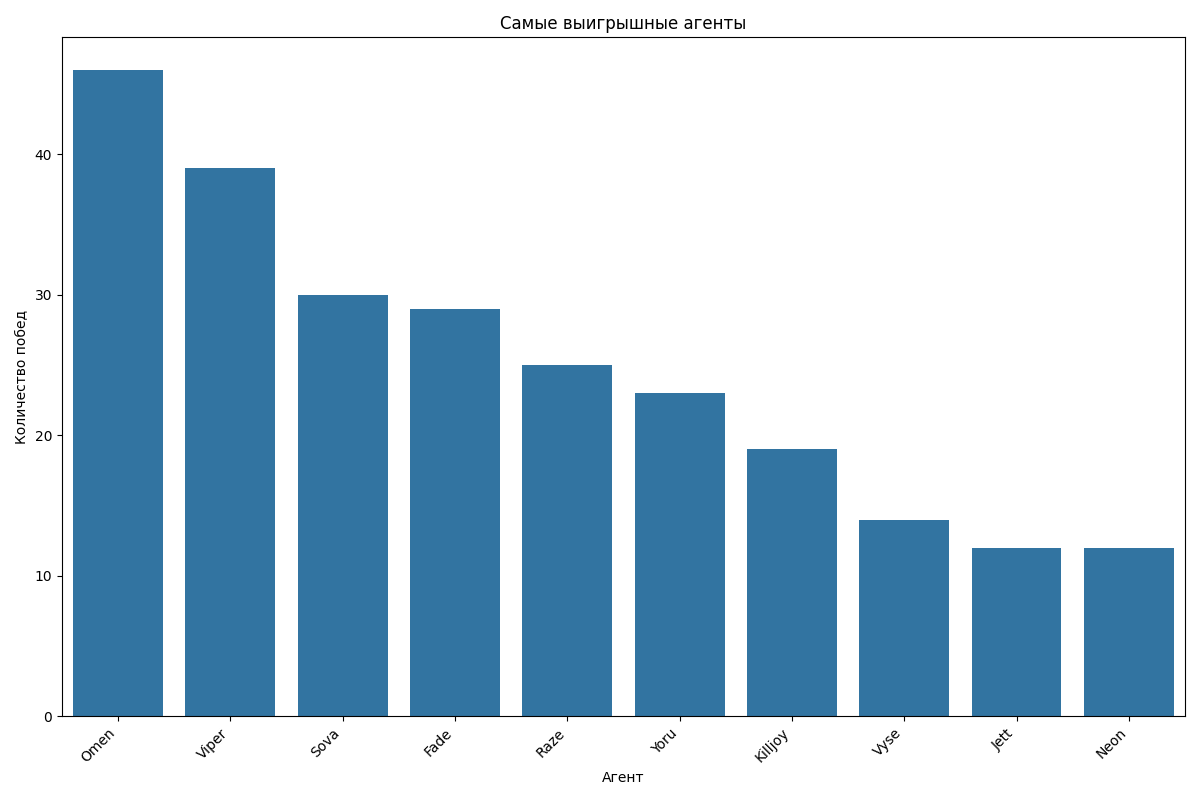 Самые выигрышные агенты
Количество побед
40
30
20
10
0
Omen
Viper
Sova
Fade
Raze
Yoru
Killjoy
Vyse
Jett
Neon
Агент